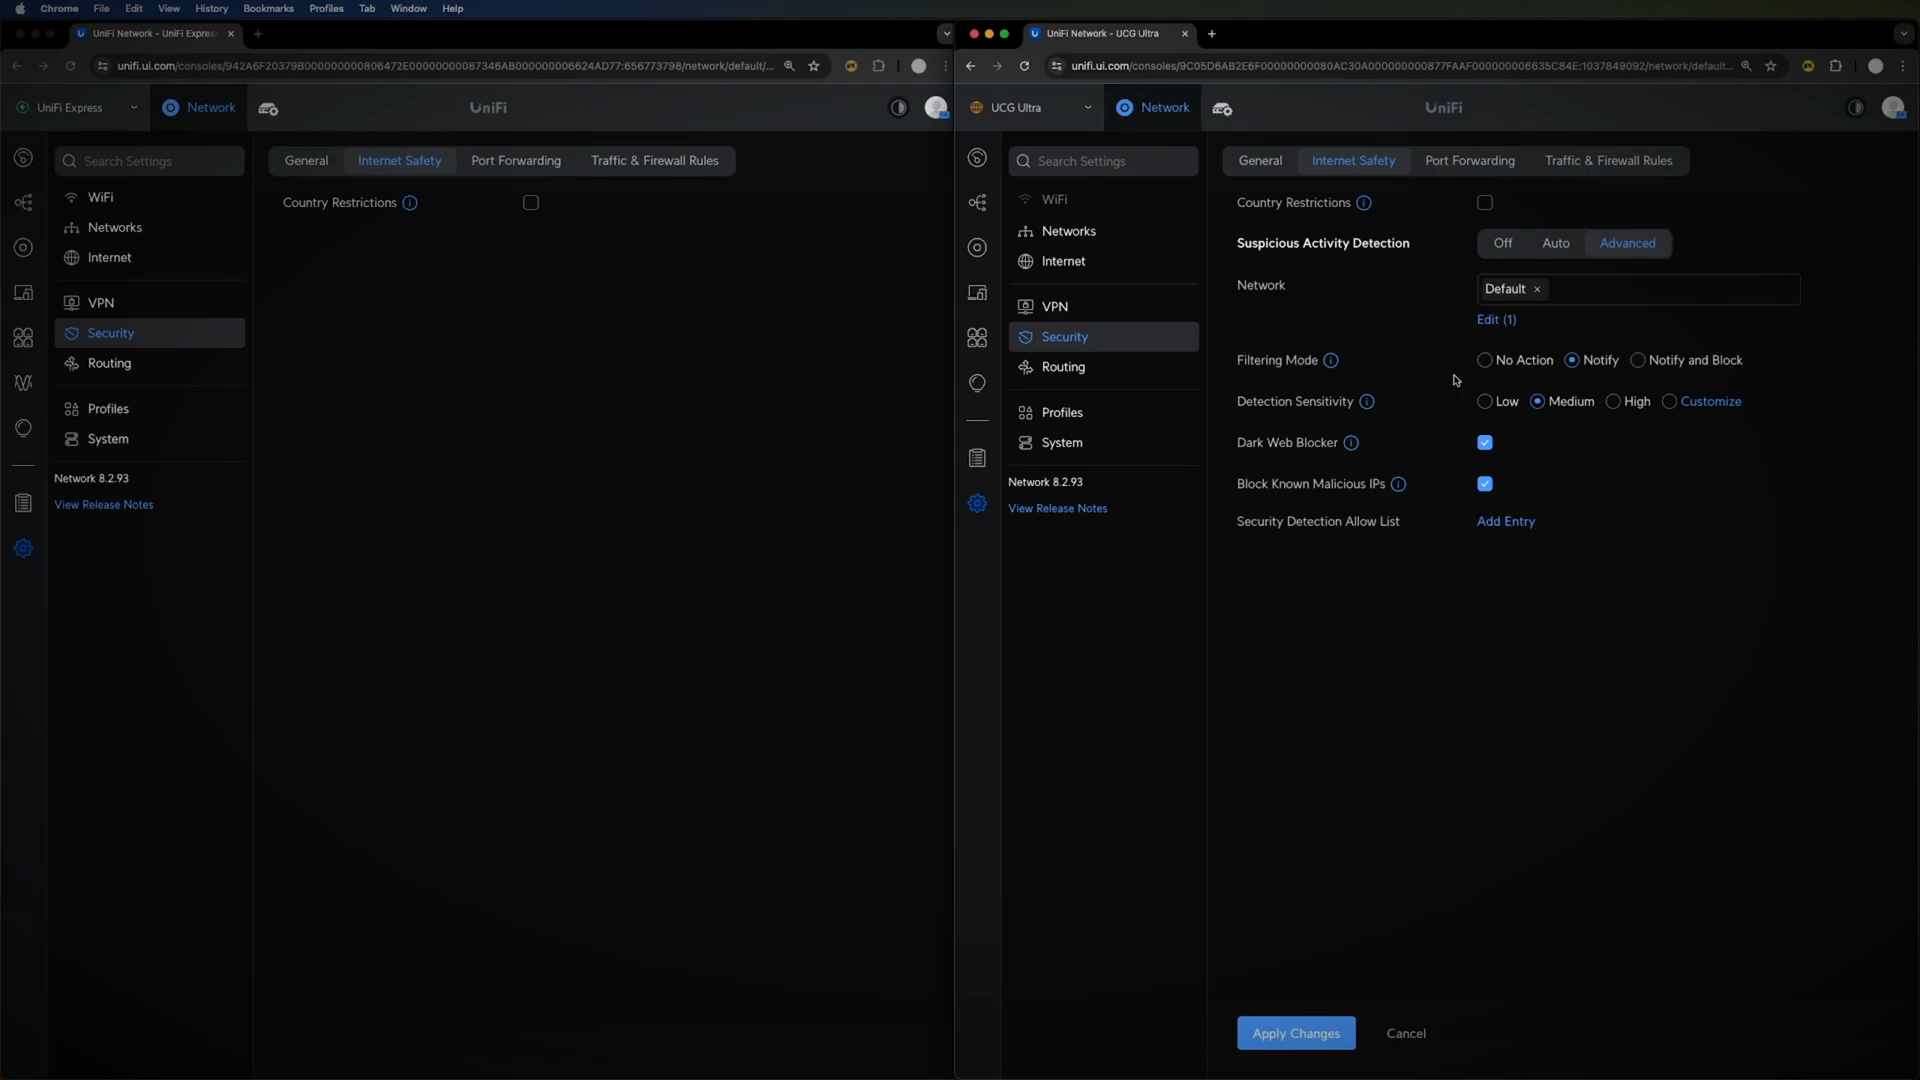 Chrome File Edit View History Bookmarks Profiles Tab Window Help
UniFi Network - UniFi Express
unifi.ui.com/consoles/942A6F20379B0000000000806472E0000000000087346AB000000006624AD77:656773798/network/default/...
UniFi Express
Network
UniFi
Search Settings
General Internet Safety Port Forwarding Traffic & Firewall Rules
WiFi
Networks
Internet
VPN
Security
Routing
Profiles
System
Network 8.2.93
View Release Notes
Country Restrictions
UniFi Network - UCG Ultra
unifi.ui.com/consoles/9C05D6AB2E6F00000000080AC30A000000000877FAAF000000006635C84E:1037849092/network/default...
UCG Ultra
Network
UniFi
Search Settings
General Internet Safety Port Forwarding Traffic & Firewall Rules
WiFi
Networks
Internet
VPN
Security
Routing
Profiles
System
Network 8.2.93
View Release Notes
Country Restrictions
Suspicious Activity Detection Off Auto Advanced
Network Default
Edit (1)
Filtering Mode No Action Notify Notify and Block
Detection Sensitivity Low Medium High Customize
Dark Web Blocker
Block Known Malicious IPs
Security Detection Allow List Add Entry
Apply Changes Cancel